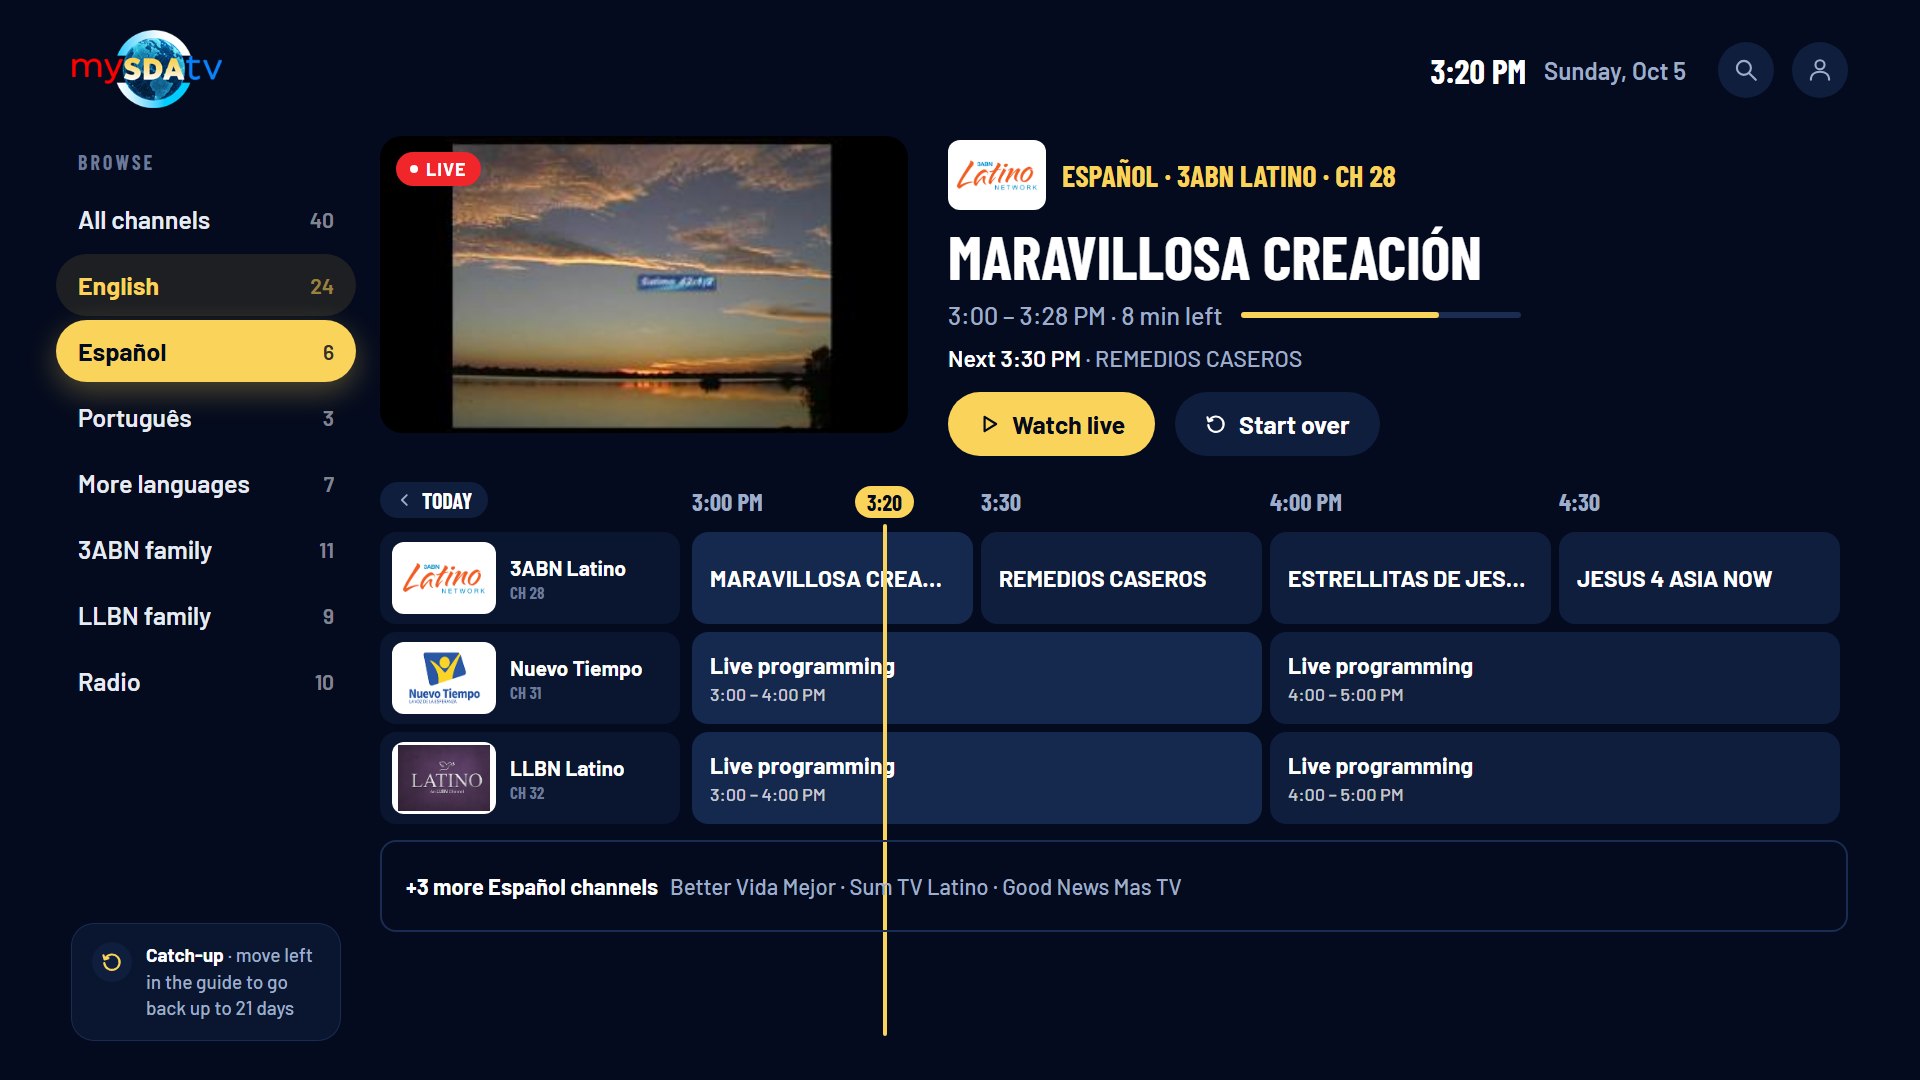 mySDAtv
3:20 PM Sunday, Oct 5
BROWSE
All channels 40
English 24
Español 6
Português 3
More languages 7
3ABN family 11
LLBN family 9
Radio 10
Catch-up · move left
in the guide to go
back up to 21 days
LIVE
3ABN
Latino
NETWORK
ESPAÑOL · 3ABN LATINO · CH 28
MARAVILLOSA CREACIÓN
3:00 – 3:28 PM · 8 min left
Next 3:30 PM · REMEDIOS CASEROS
Watch live
Start over
TODAY
3:00 PM
3:20
3:30
4:00 PM
4:30
3ABN
Latino
NETWORK
3ABN Latino
CH 28
MARAVILLOSA CREA...
REMEDIOS CASEROS
ESTRELLITAS DE JES...
JESUS 4 ASIA NOW
Nuevo Tiempo
Nuevo Tiempo
CH 31
Live programming
3:00 – 4:00 PM
Live programming
4:00 – 5:00 PM
LATINO
LLBN Latino
CH 32
Live programming
3:00 – 4:00 PM
Live programming
4:00 – 5:00 PM
+3 more Español channels Better Vida Mejor · Sum TV Latino · Good News Mas TV